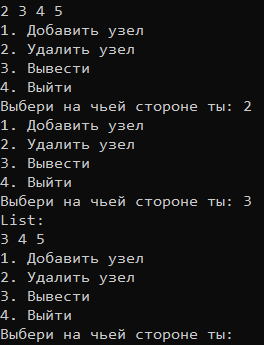 2 3 4 5
1. Добавить узел
2. Удалить узел
3. Вывести
4. Выйти
Выбери на чьей стороне ты: 2
1. Добавить узел
2. Удалить узел
3. Вывести
4. Выйти
Выбери на чьей стороне ты: 3
List:
3 4 5
1. Добавить узел
2. Удалить узел
3. Вывести
4. Выйти
Выбери на чьей стороне ты: